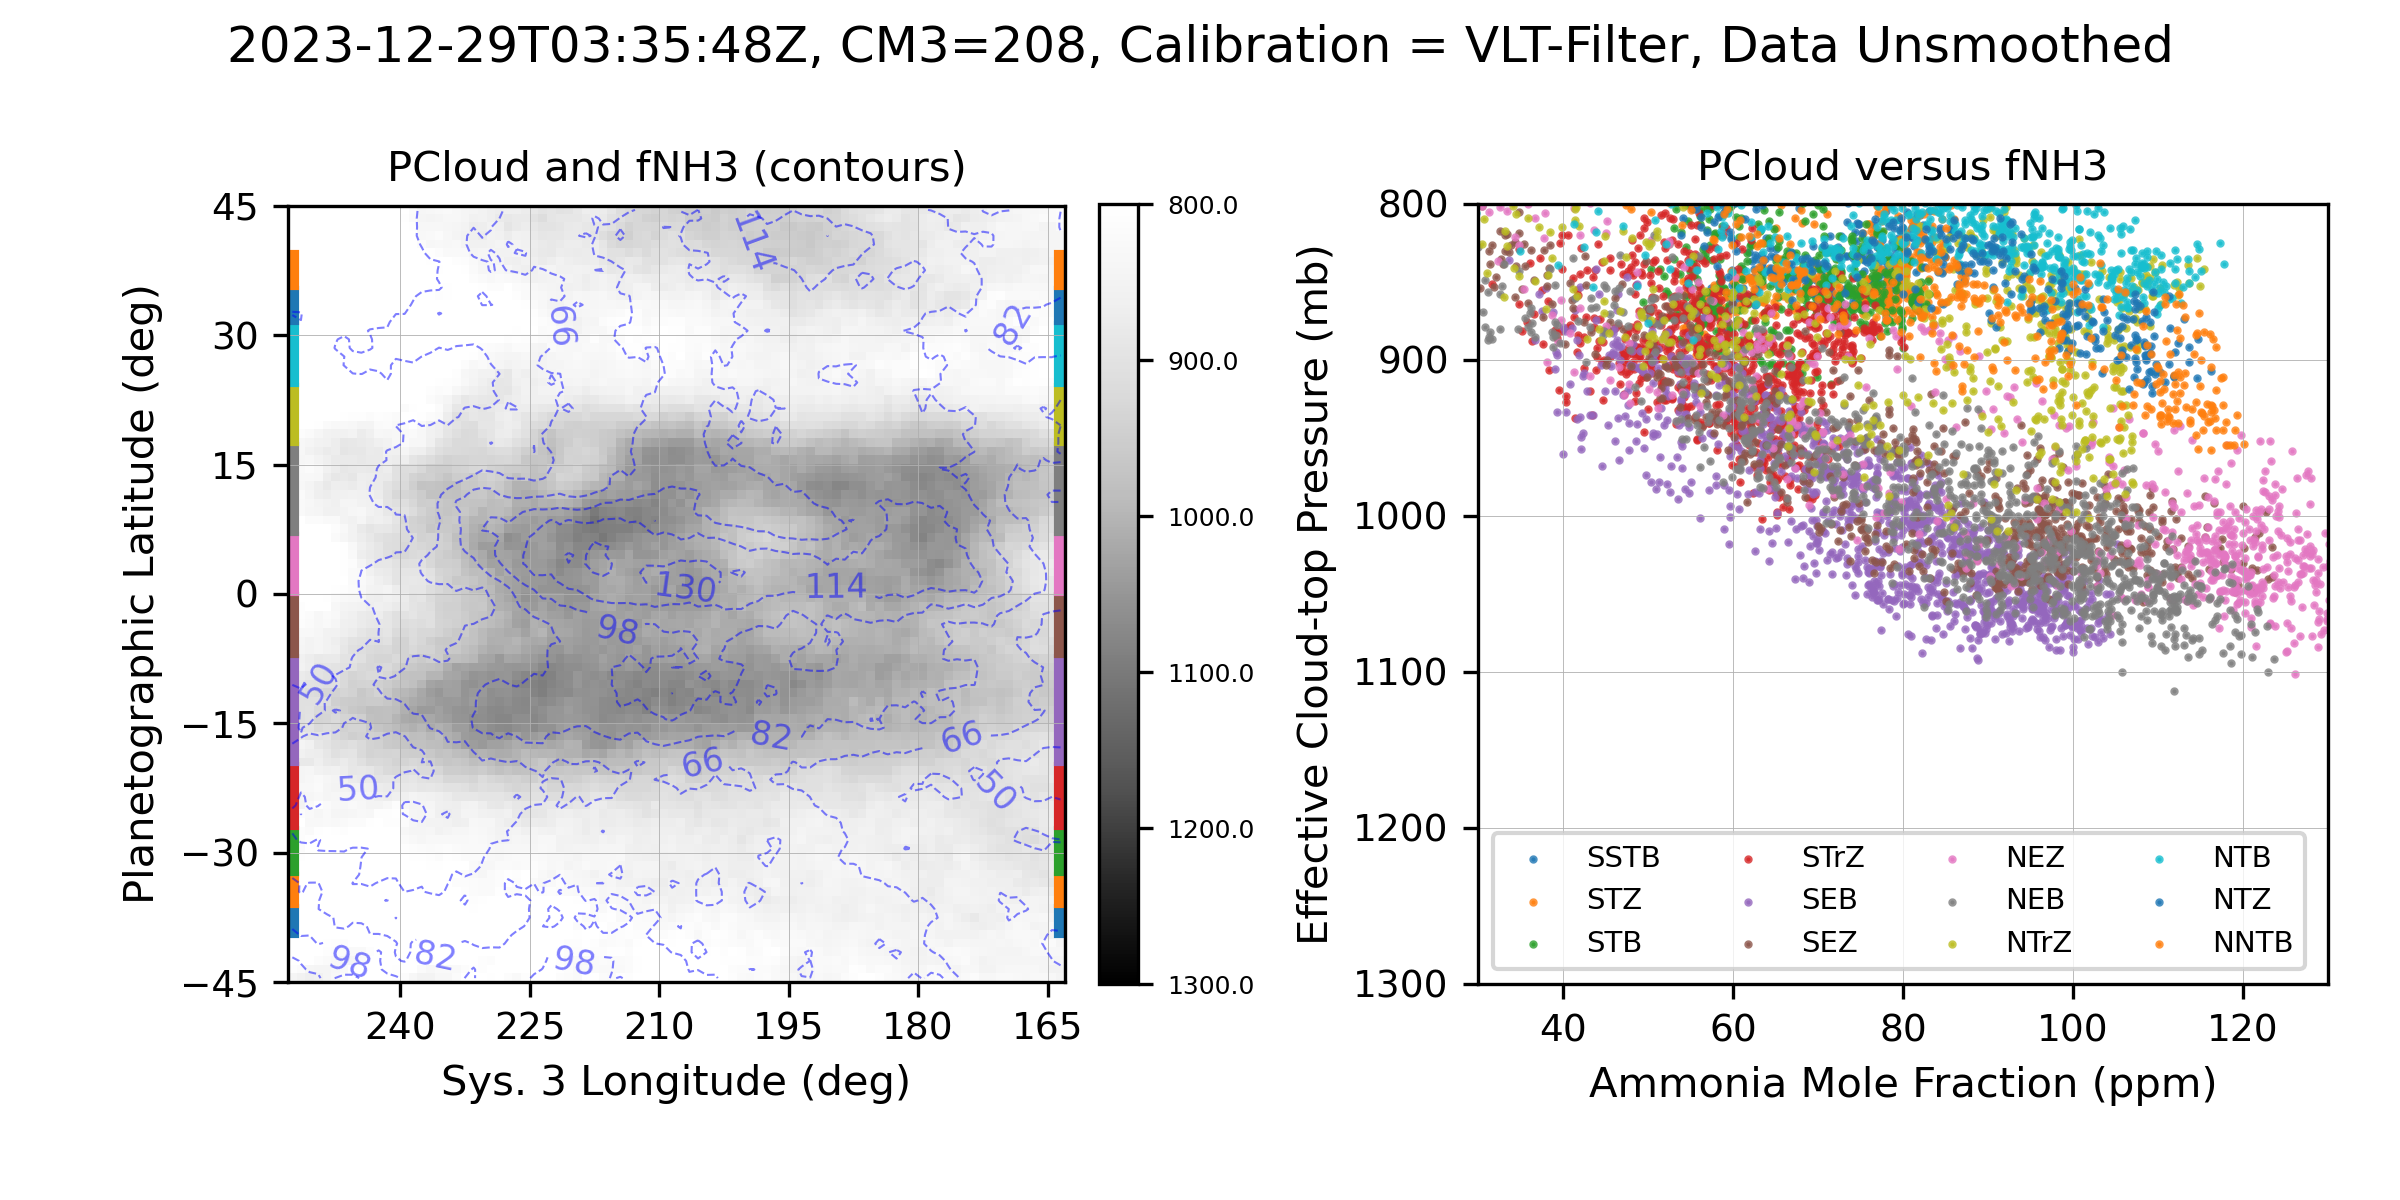 2023-12-29T03:35:48Z, CM3=208, Calibration = VLT-Filter, Data Unsmoothed
PCloud and fNH3 (contours)
Planetographic Latitude (deg)
45
30
15
0
−15
−30
−45
114
66
82
130
114
98
50
82
66
66
50
50
98
82
98
240
225
210
195
180
165
Sys. 3 Longitude (deg)
800.0
900.0
1000.0
1100.0
1200.0
1300.0
PCloud versus fNH3
Effective Cloud-top Pressure (mb)
800
900
1000
1100
1200
1300
SSTB
STZ
STB
STrZ
SEB
SEZ
NEZ
NEB
NTrZ
NTB
NTZ
NNTB
40
60
80
100
120
Ammonia Mole Fraction (ppm)